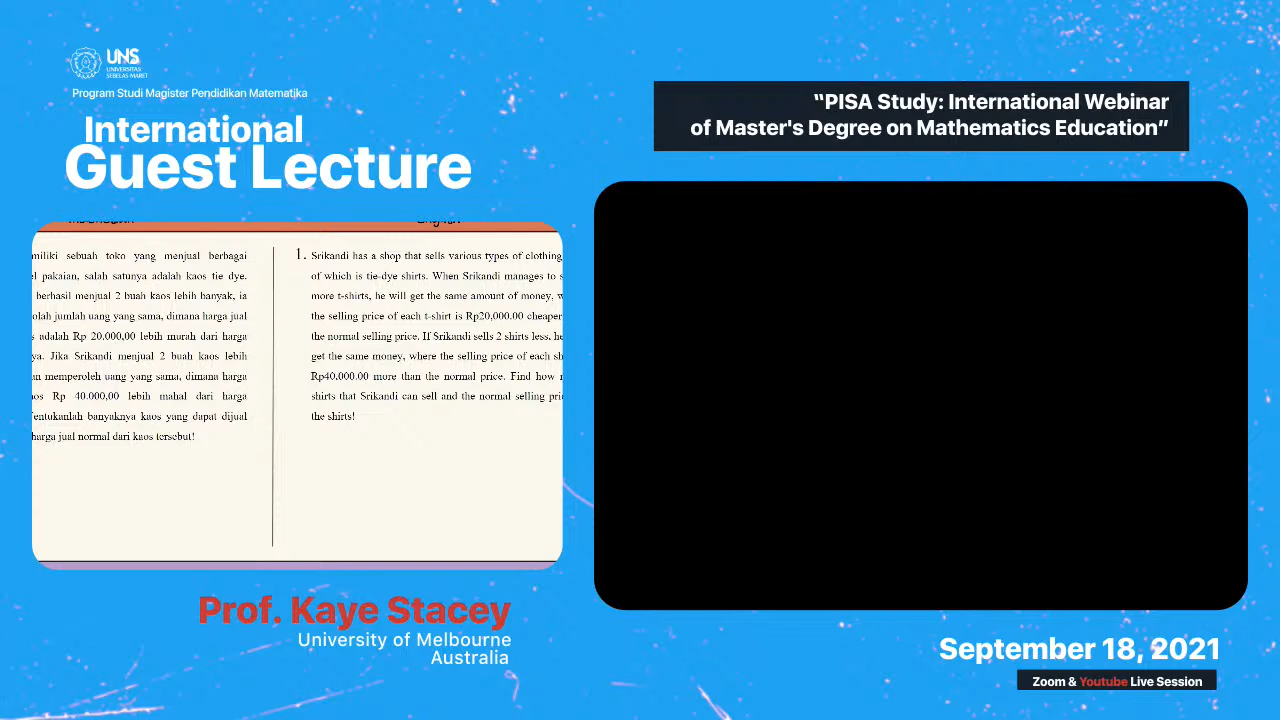 UNS
UNIVERSITAS
SEBELAS MARET
Program Studi Magister Pendidikan Matematika
International
Guest Lecture
"PISA Study: International Webinar
of Master's Degree on Mathematics Education"
miliki sebuah toko yang menjual berbagai
pakaian, salah satunya adalah kaos tie dye.
berhasil menjual 2 buah kaos lebih banyak, ia
olah jumlah uang yang sama, dimana harga jual
adalah Rp 20.000,00 lebih murah dari harga
ya. Jika Srikandi menjual 2 buah kaos lebih
an memperoleh uang yang sama, dimana harga
os Rp 40.000,00 lebih mahal dari harga
Tentukanlah banyaknya kaos yang dapat dijual
harga jual normal dari kaos tersebut!
1. Srikandi has a shop that sells various types of clothing
of which is tie-dye shirts. When Srikandi manages to s
more t-shirts, he will get the same amount of money, w
the selling price of each t-shirt is Rp20,000.00 cheaper
the normal selling price. If Srikandi sells 2 shirts less, he
get the same money, where the selling price of each sh
Rp40,000.00 more than the normal price. Find how
shirts that Srikandi can sell and the normal selling pri
the shirts!
Prof. Kaye Stacey
University of Melbourne
Australia
September 18, 2021
Zoom & Youtube Live Session